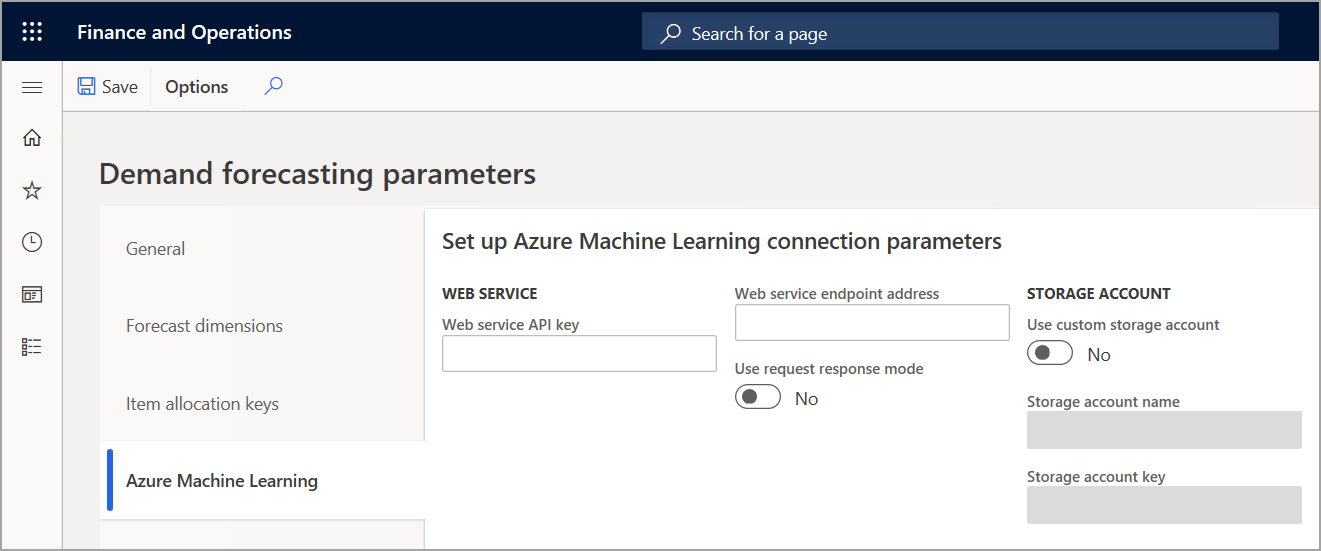 Finance and Operations
Search for a page
Save
Options
Demand forecasting parameters
General
Forecast dimensions
Item allocation keys
Azure Machine Learning
Set up Azure Machine Learning connection parameters
WEB SERVICE
Web service API key
Web service endpoint address
Use request response mode
No
STORAGE ACCOUNT
Use custom storage account
No
Storage account name
Storage account key